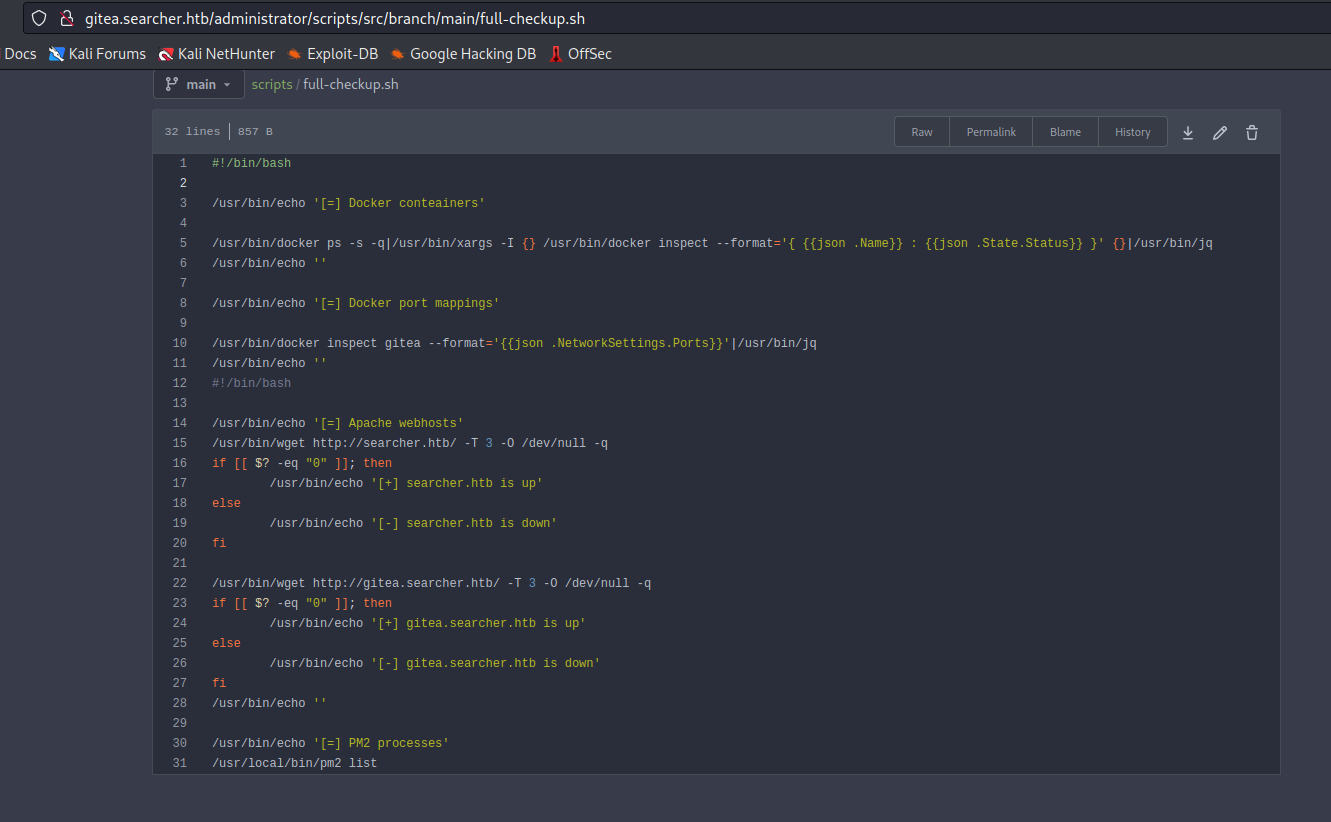 gitea.searcher.htb/administrator/scripts/src/branch/main/full-checkup.sh
Docs Kali Forums Kali NetHunter Exploit-DB Google Hacking DB OffSec
main scripts / full-checkup.sh
32 lines 857 B Raw Permalink Blame History
1 #!/bin/bash
2
3 /usr/bin/echo '[=] Docker conteainers'
4
5 /usr/bin/docker ps -s -q|/usr/bin/xargs -I {} /usr/bin/docker inspect --format='{ {{json .Name}} : {{json .State.Status}} }' {}|/usr/bin/jq
6 /usr/bin/echo ''
7
8 /usr/bin/echo '[=] Docker port mappings'
9
10 /usr/bin/docker inspect gitea --format='{{json .NetworkSettings.Ports}}'|/usr/bin/jq
11 /usr/bin/echo ''
12 #!/bin/bash
13
14 /usr/bin/echo '[=] Apache webhosts'
15 /usr/bin/wget http://searcher.htb/ -T 3 -O /dev/null -q
16 if [[ $? -eq "0" ]]; then
17 /usr/bin/echo '[+] searcher.htb is up'
18 else
19 /usr/bin/echo '[-] searcher.htb is down'
20 fi
21
22 /usr/bin/wget http://gitea.searcher.htb/ -T 3 -O /dev/null -q
23 if [[ $? -eq "0" ]]; then
24 /usr/bin/echo '[+] gitea.searcher.htb is up'
25 else
26 /usr/bin/echo '[-] gitea.searcher.htb is down'
27 fi
28 /usr/bin/echo ''
29
30 /usr/bin/echo '[=] PM2 processes'
31 /usr/local/bin/pm2 list